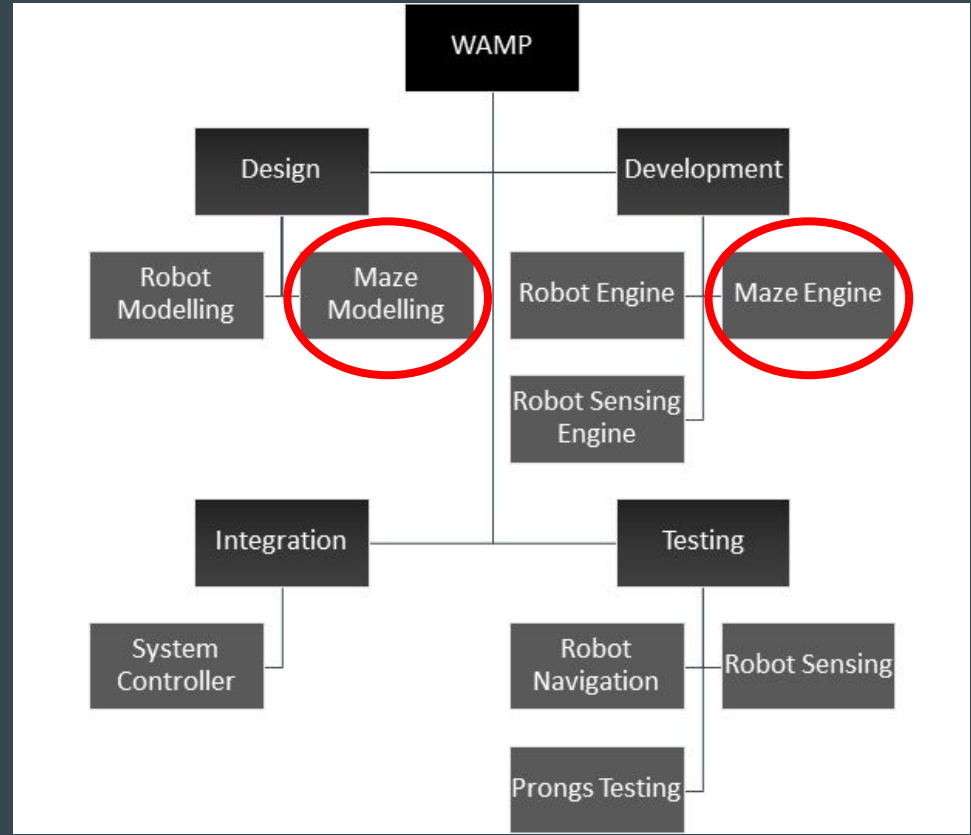 WAMP
Design
Development
Robot
Modelling
Maze
Modelling
Robot Engine
Maze Engine
Robot Sensing
Engine
Integration
Testing
System
Controller
Robot
Navigation
Robot Sensing
Prongs Testing